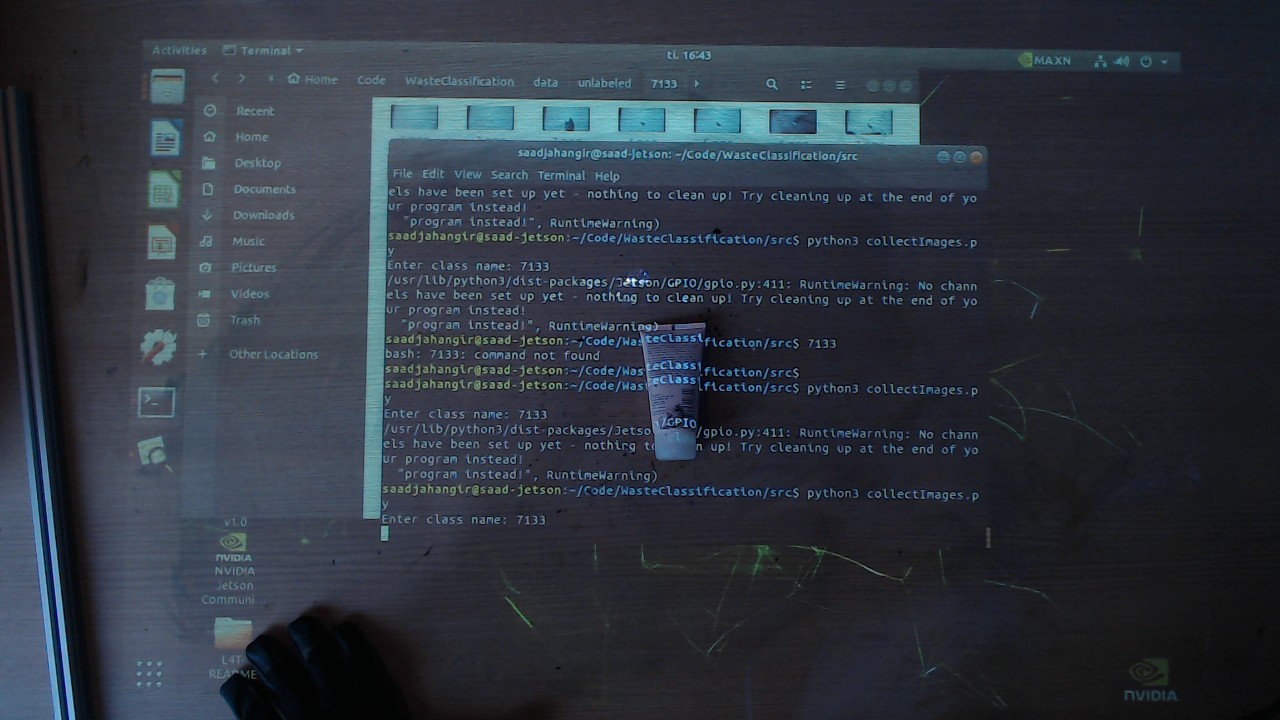 Activities Terminal ti. 16:43 MAXN
Home Code WasteClassification data unlabeled 7133
Recent
Home
Desktop
Documents
Downloads
Music
Pictures
Videos
Trash
Other Locations
saadjahangir@saad-jetson: ~/Code/WasteClassification/src
File Edit View Search Terminal Help
els have been set up yet - nothing to clean up! Try cleaning up at the end of yo
ur program instead!
"program instead!", RuntimeWarning)
saadjahangir@saad-jetson:~/Code/WasteClassification/src$ python3 collectImages.p
y
Enter class name: 7133
/usr/lib/python3/dist-packages/Jetson/GPIO/gpio.py:411: RuntimeWarning: No chann
els have been set up yet - nothing to clean up! Try cleaning up at the end of yo
ur program instead!
"program instead!", RuntimeWarning)
saadjahangir@saad-jetson:~/Code/WasteClassification/src$ 7133
bash: 7133: command not found
saadjahangir@saad-jetson:~/Code/WasteClassification/src$
saadjahangir@saad-jetson:~/Code/WasteClassification/src$ python3 collectImages.p
y
Enter class name: 7133
/usr/lib/python3/dist-packages/Jetson/GPIO/gpio.py:411: RuntimeWarning: No chann
els have been set up yet - nothing to clean up! Try cleaning up at the end of yo
ur program instead!
"program instead!", RuntimeWarning)
saadjahangir@saad-jetson:~/Code/WasteClassification/src$ python3 collectImages.p
y
Enter class name: 7133
v1.0
NVIDIA
NVIDIA
Jetson
Communi...
L4T-
README
NVIDIA